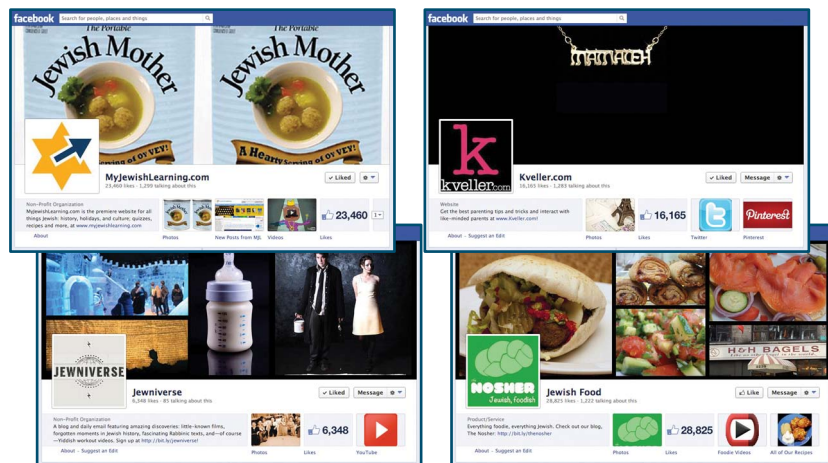 facebook
Search for people, places and things
The Portable
Jewish Mother
A Hearty Serving of OY VEY!
The Portable
Jewish Mother
A Hearty Serving of OY VEY!
MyJewishLearning.com
23,460 likes · 1,299 talking about this
✓ Liked
Non-Profit Organization
MyJewishLearning.com is the premiere website for all
things Jewish: history, holidays, and culture; quizzes,
recipes and more, at www.myjewishlearning.com
About
Photos
New Posts From MJL
Videos
23,460
Likes
1
facebook
Search for people, places and things
mamaleh
k
kveller.com
Kveller.com
16,165 likes · 1,283 talking about this
✓ Liked
Message
Website
Get the best parenting tips and tricks and interact with
like-minded parents at www.Kveller.com!
About - Suggest an Edit
Photos
16,165
Likes
Twitter
Pinterest
Pinterest
JEWNIVERSE
Jewniverse
6,348 likes · 85 talking about this
✓ Liked
Message
Non-Profit Organization
A blog and daily email featuring amazing discoveries: little-known films,
forgotten moments in Jewish history, fascinating Rabbinic texts, and—of course
—Yiddish workout videos. Sign up at http://bit.ly/jewniverse!
About - Suggest an Edit
Photos
6,348
Likes
YouTube
H&H BAGELS
NOSHER
Jewish, foodish
Jewish Food
28,825 likes · 1,222 talking about this
Like
Message
Product/Service
Everything foodie, everything Jewish. Check out our blog,
The Nosher: http://bit.ly/thenosher
About - Suggest an Edit
Photos
28,825
Likes
Foodie Videos
All of Our Recipes